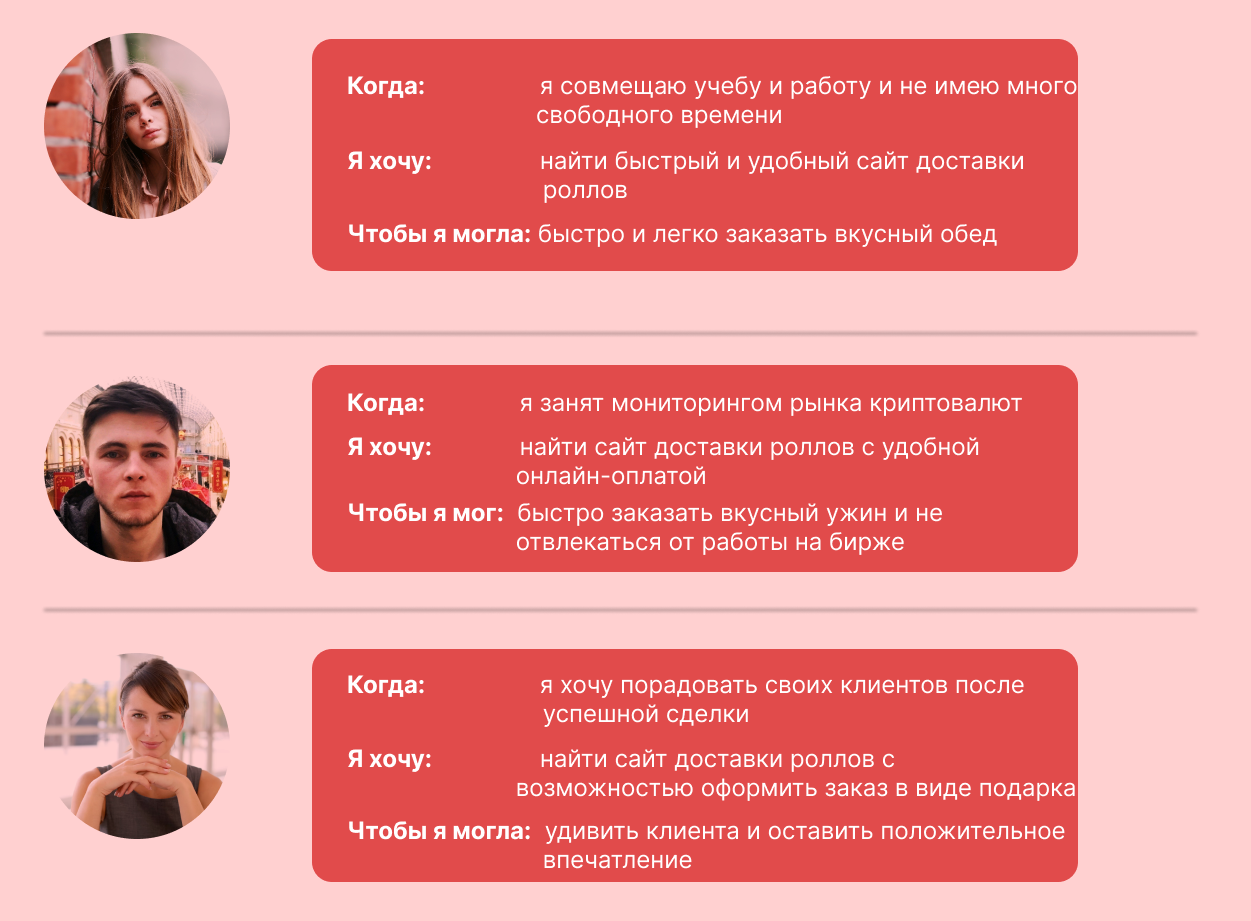 Когда: я совмещаю учебу и работу и не имею много
свободного времени
Я хочу: найти быстрый и удобный сайт доставки
роллов
Чтобы я могла: быстро и легко заказать вкусный обед
Когда: я занят мониторингом рынка криптовалют
Я хочу: найти сайт доставки роллов с удобной
онлайн-оплатой
Чтобы я мог: быстро заказать вкусный ужин и не
отвлекаться от работы на бирже
Когда: я хочу порадовать своих клиентов после
успешной сделки
Я хочу: найти сайт доставки роллов с
возможностью оформить заказ в виде подарка
Чтобы я могла: удивить клиента и оставить положительное
впечатление